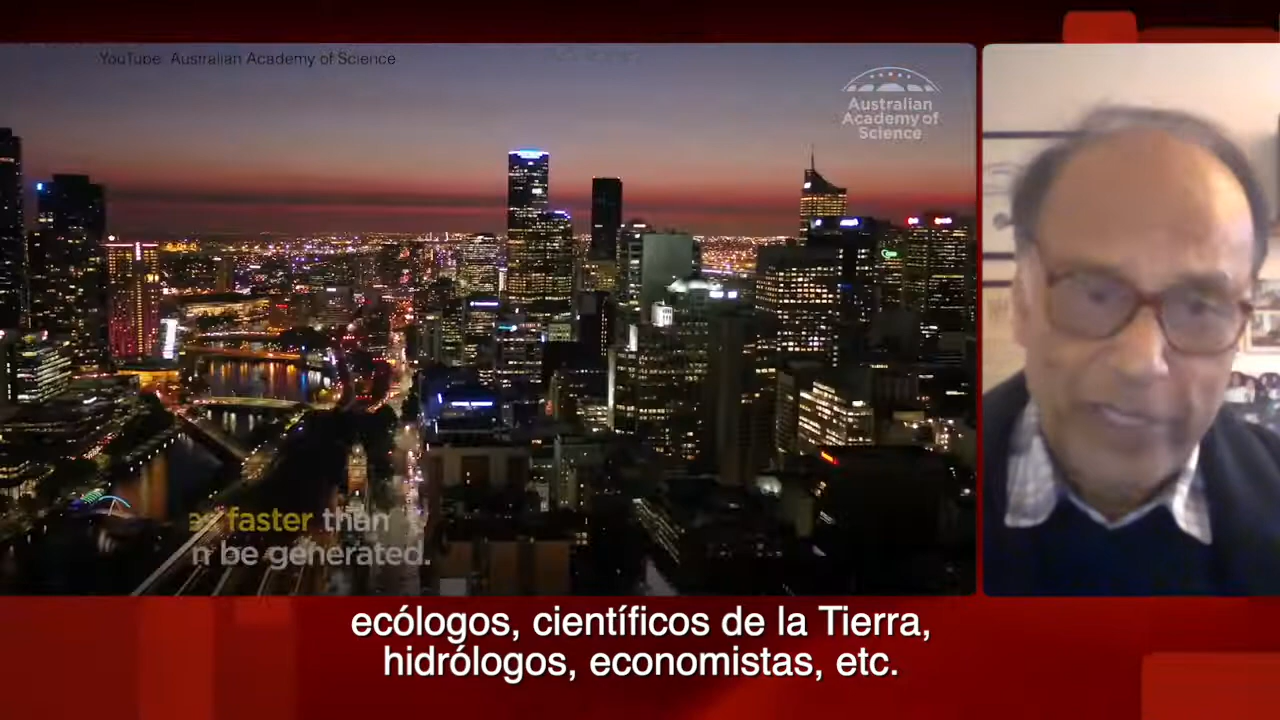 YouTube: Australian Academy of Science
Australian
Academy of
Science
faster than
be generated.
ecólogos, científicos de la Tierra,
hidrólogos, economistas, etc.